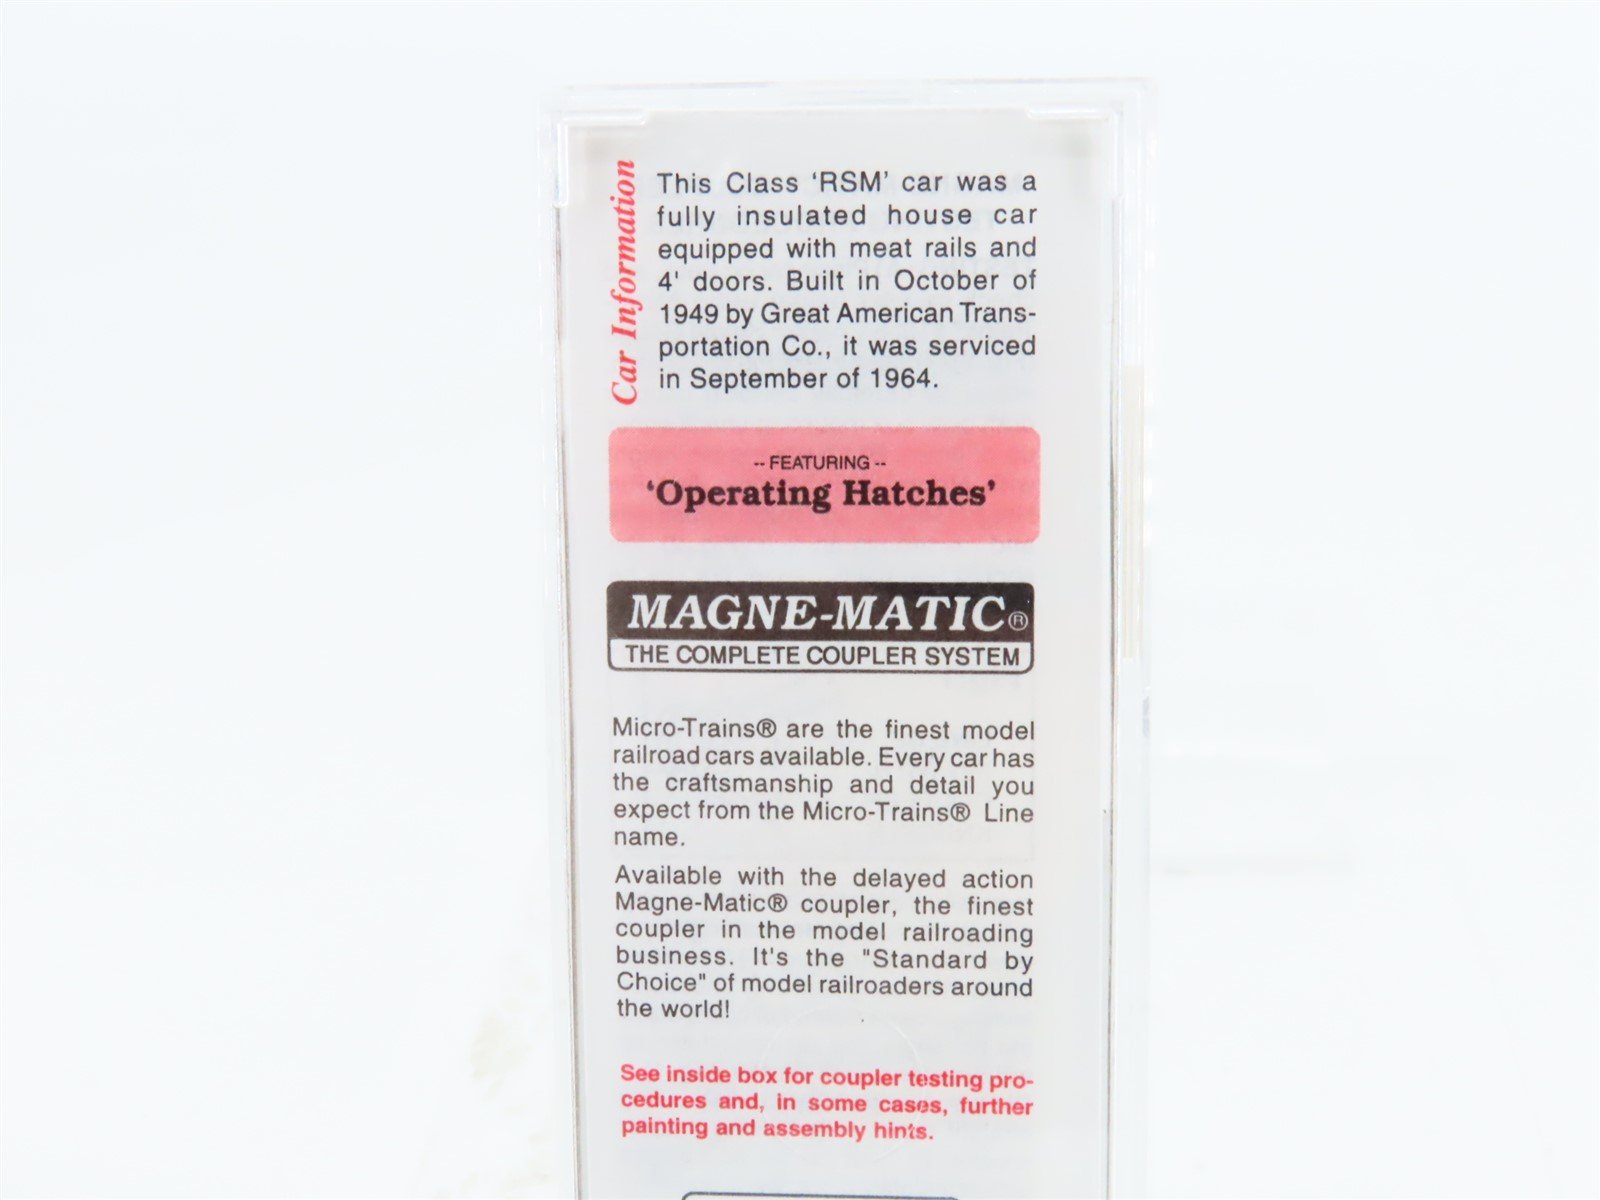 Car Information
This Class ‘RSM’ car was a
fully insulated house car
equipped with meat rails and
4' doors. Built in October of
1949 by Great American Trans-
portation Co., it was serviced
in September of 1964.
-- FEATURING --
‘Operating Hatches’
MAGNE-MATIC®
THE COMPLETE COUPLER SYSTEM
Micro-Trains® are the finest model
railroad cars available. Every car has
the craftsmanship and detail you
expect from the Micro-Trains® Line
name.
Available with the delayed action
Magne-Matic® coupler, the finest
coupler in the model railroading
business. It's the "Standard by
Choice" of model railroaders around
the world!
See inside box for coupler testing pro-
cedures and, in some cases, further
painting and assembly hints.